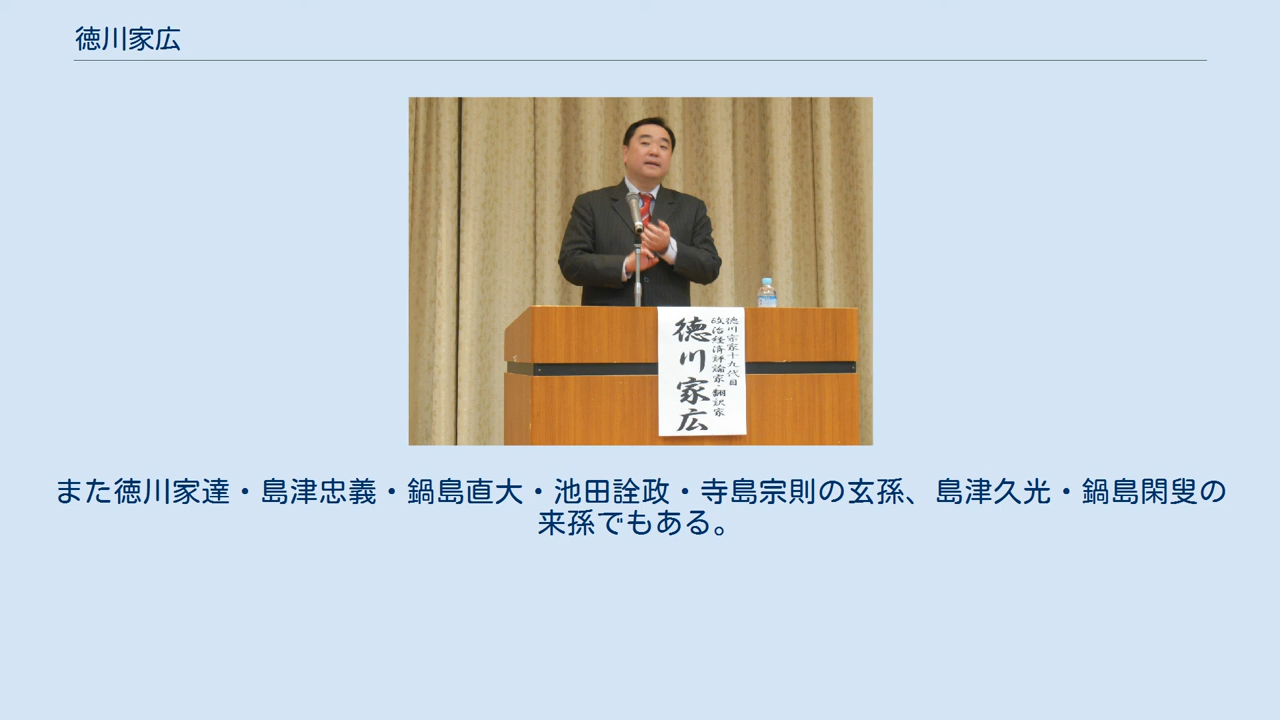 徳川家広
徳川宗家十九代目
政治経済評論家・翻訳家
徳川家広
また徳川家達・島津忠義・鍋島直大・池田詮政・寺島宗則の玄孫、島津久光・鍋島閑叟の
来孫でもある。